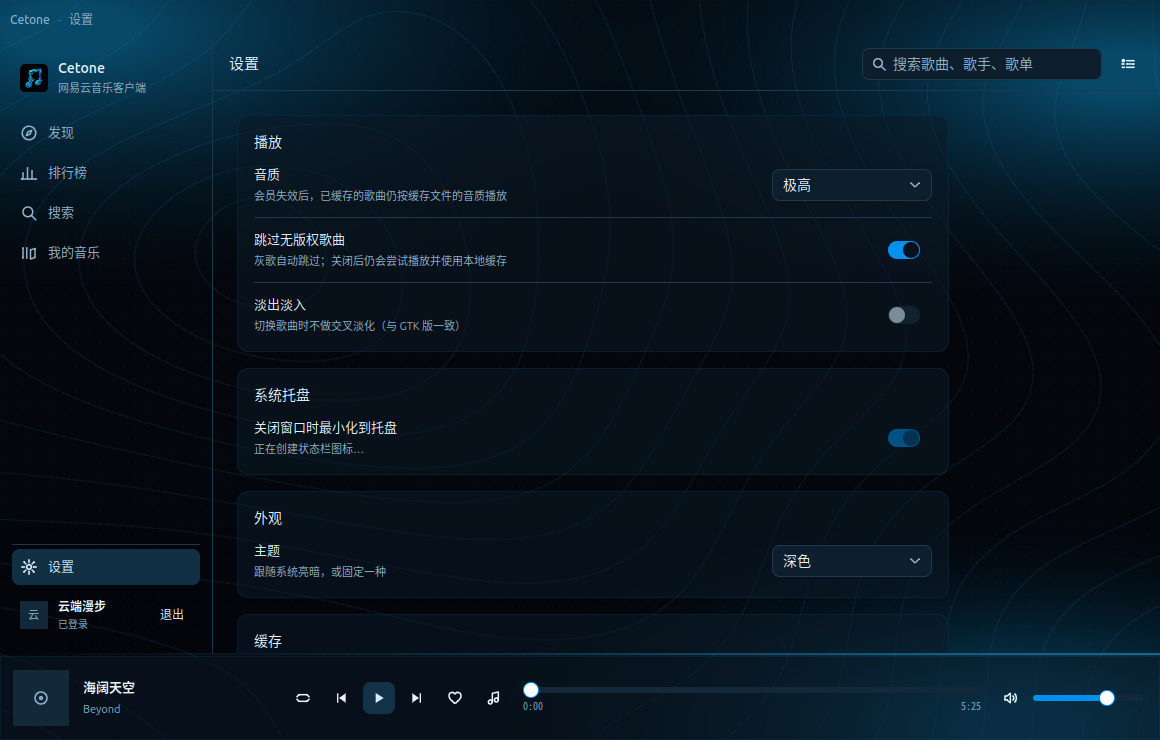 Cetone · 设置
Cetone
网易云音乐客户端
发现
排行榜
搜索
我的音乐
设置
云
云端漫步
已登录
退出
设置
搜索歌曲、歌手、歌单
播放
音质
会员失效后，已缓存的歌曲仍按缓存文件的音质播放
极高
跳过无版权歌曲
灰歌自动跳过；关闭后仍会尝试播放并使用本地缓存
淡出淡入
切换歌曲时不做交叉淡化（与 GTK 版一致）
系统托盘
关闭窗口时最小化到托盘
正在创建状态栏图标…
外观
主题
跟随系统亮暗，或固定一种
深色
缓存
海阔天空
Beyond
0:00
5:25